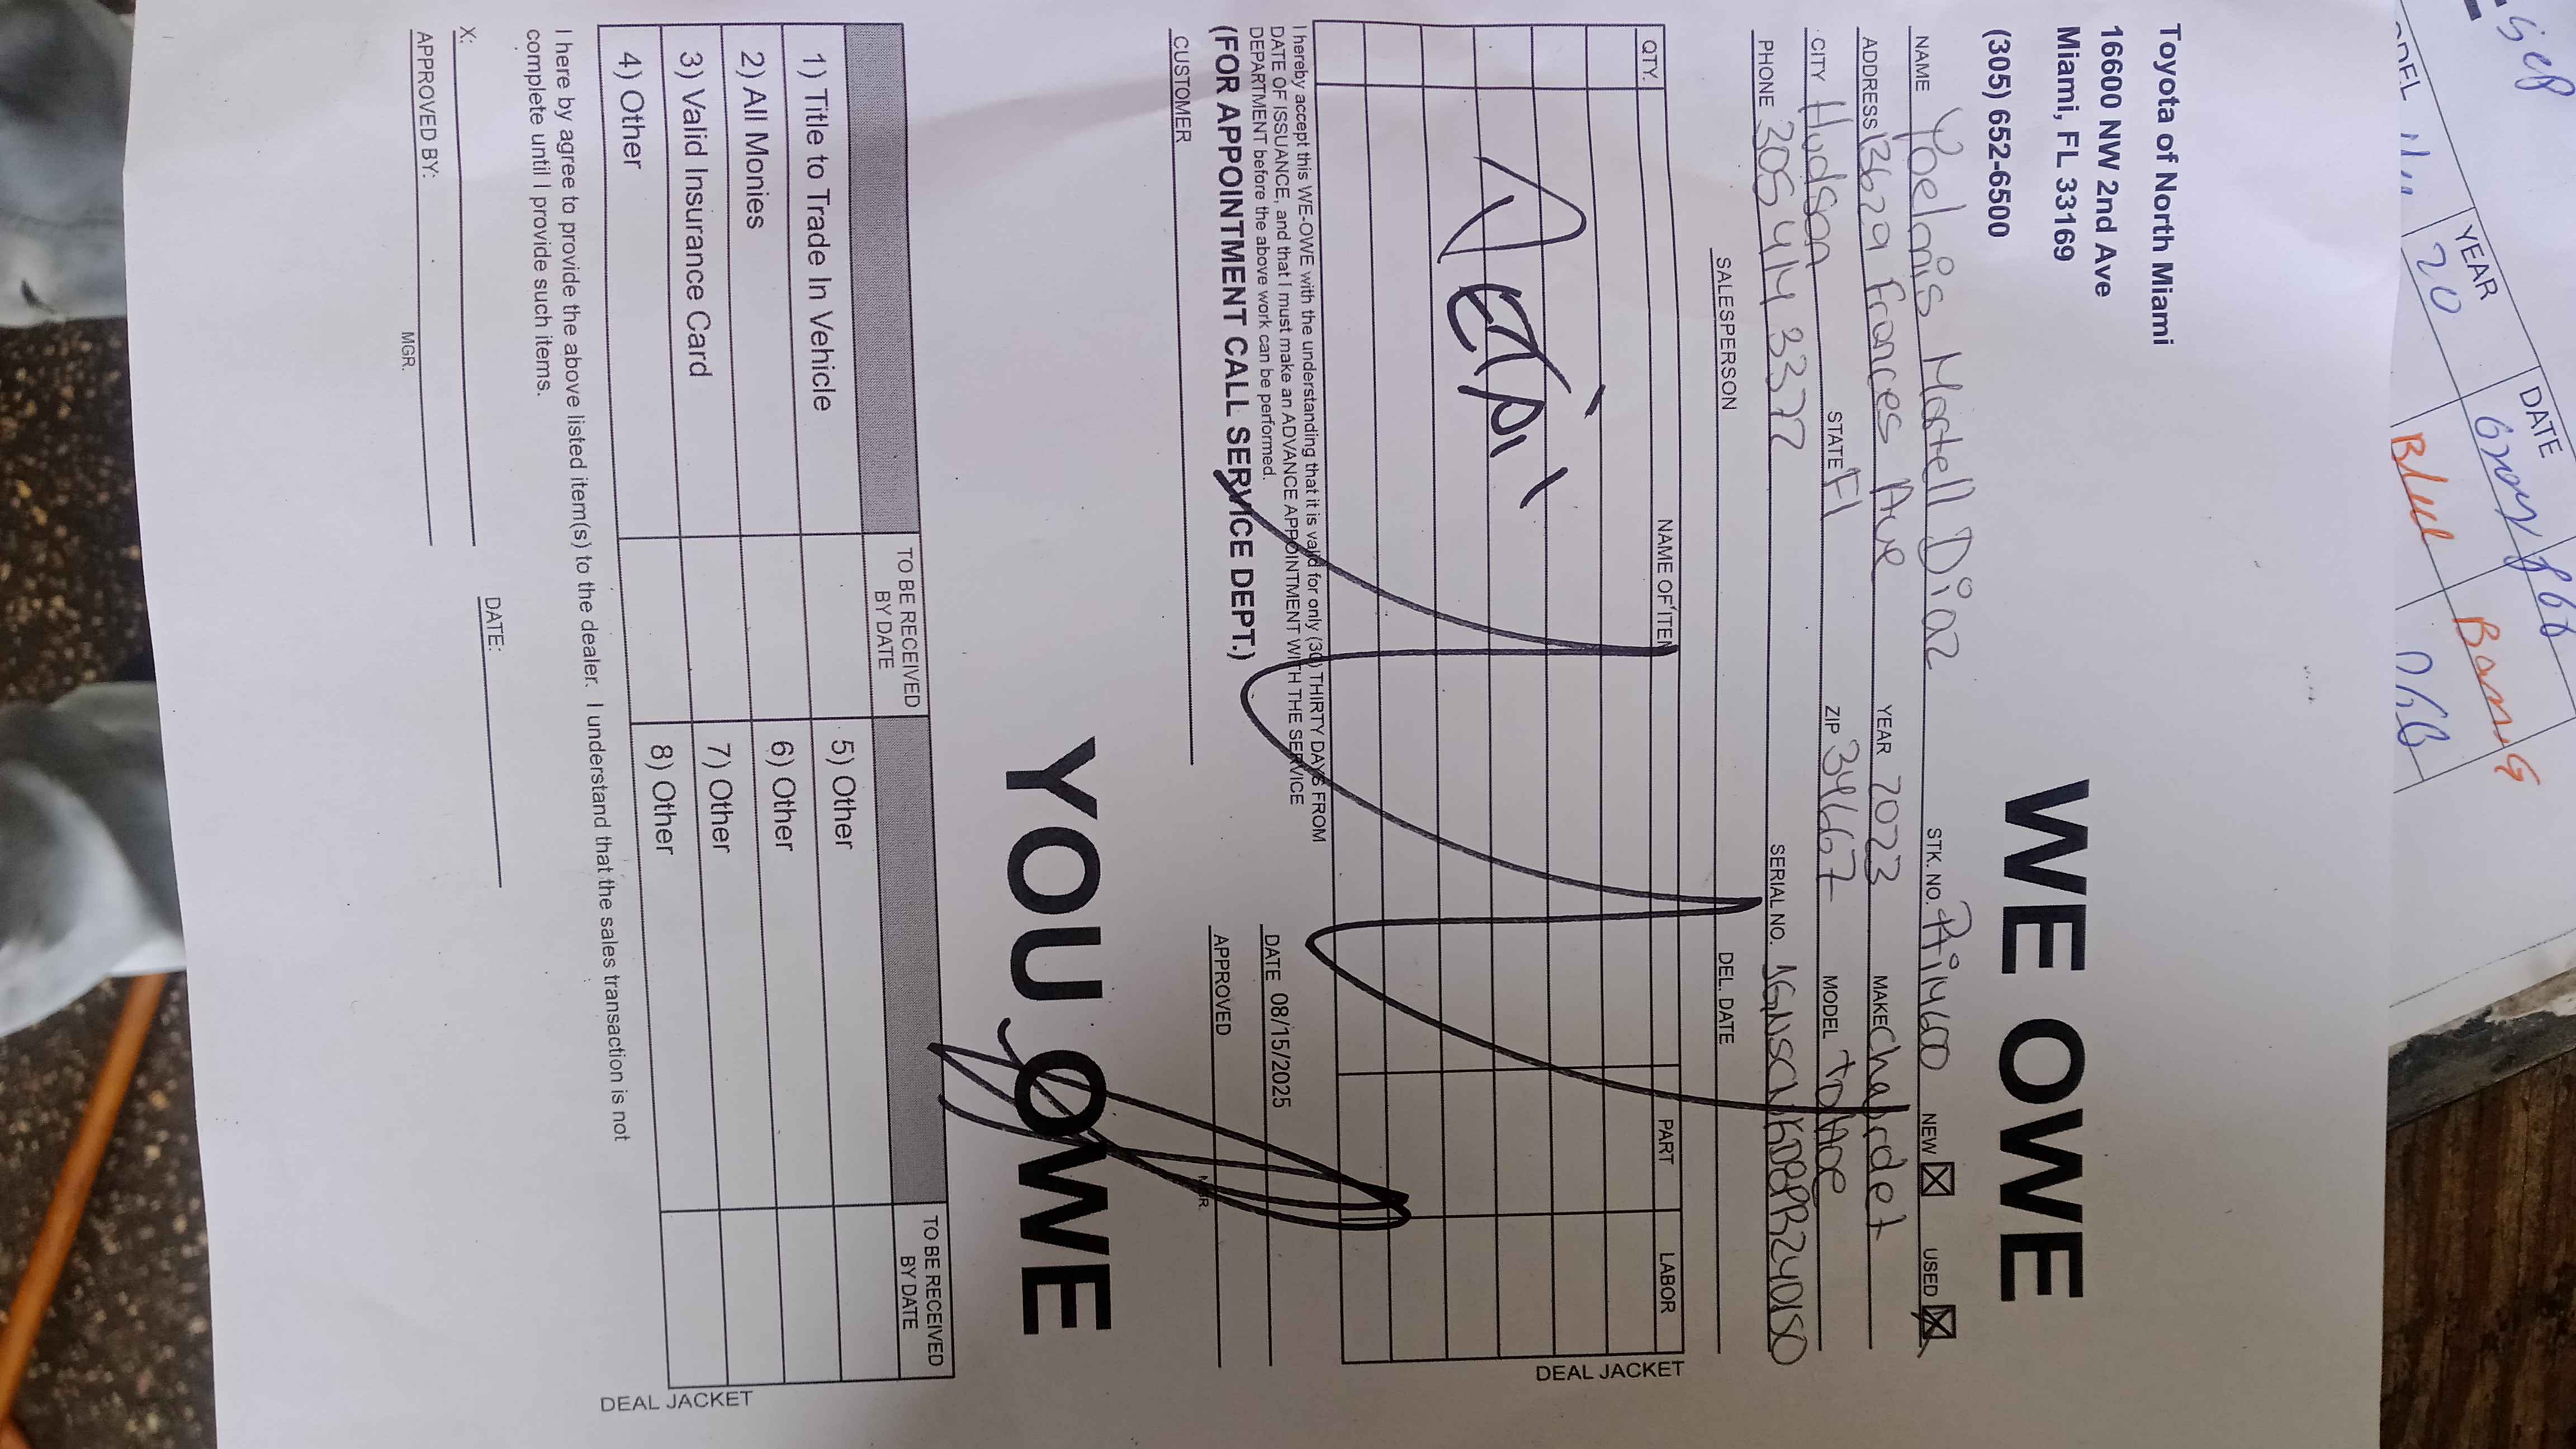 Toyota of North Miami
16600 NW 2nd Ave
Miami, FL 33169
(305) 652-6500
WE OWE
NAME Yoelanis Martell Diaz STK. NO. P7i14600 NEW ☒ USED ☒
ADDRESS 13629 Frances Ave YEAR 2023 MAKE Chevrolet
CITY Hudson STATE Fl ZIP 34667 MODEL tahoe
PHONE 305 414 3377 SERIAL NO. 1GNSCUKD8PR240150
SALESPERSON DEL. DATE
QTY. NAME OF ITEM PART LABOR
DEAL JACKET
I hereby accept this WE-OWE with the understanding that it is valid for only (30) THIRTY DAYS FROM
DATE OF ISSUANCE, and that I must make an ADVANCE APPOINTMENT WITH THE SERVICE
DEPARTMENT before the above work can be performed.
(FOR APPOINTMENT CALL SERVICE DEPT.)
DATE 08/15/2025
CUSTOMER APPROVED MGR.
YOU OWE
TO BE RECEIVED BY DATE TO BE RECEIVED BY DATE
1) Title to Trade In Vehicle 5) Other
2) All Monies 6) Other
3) Valid Insurance Card 7) Other
4) Other 8) Other
DEAL JACKET
I here by agree to provide the above listed item(s) to the dealer. I understand that the sales transaction is not
complete until I provide such items.
X: DATE:
APPROVED BY: MGR.
YEAR
20
DATE